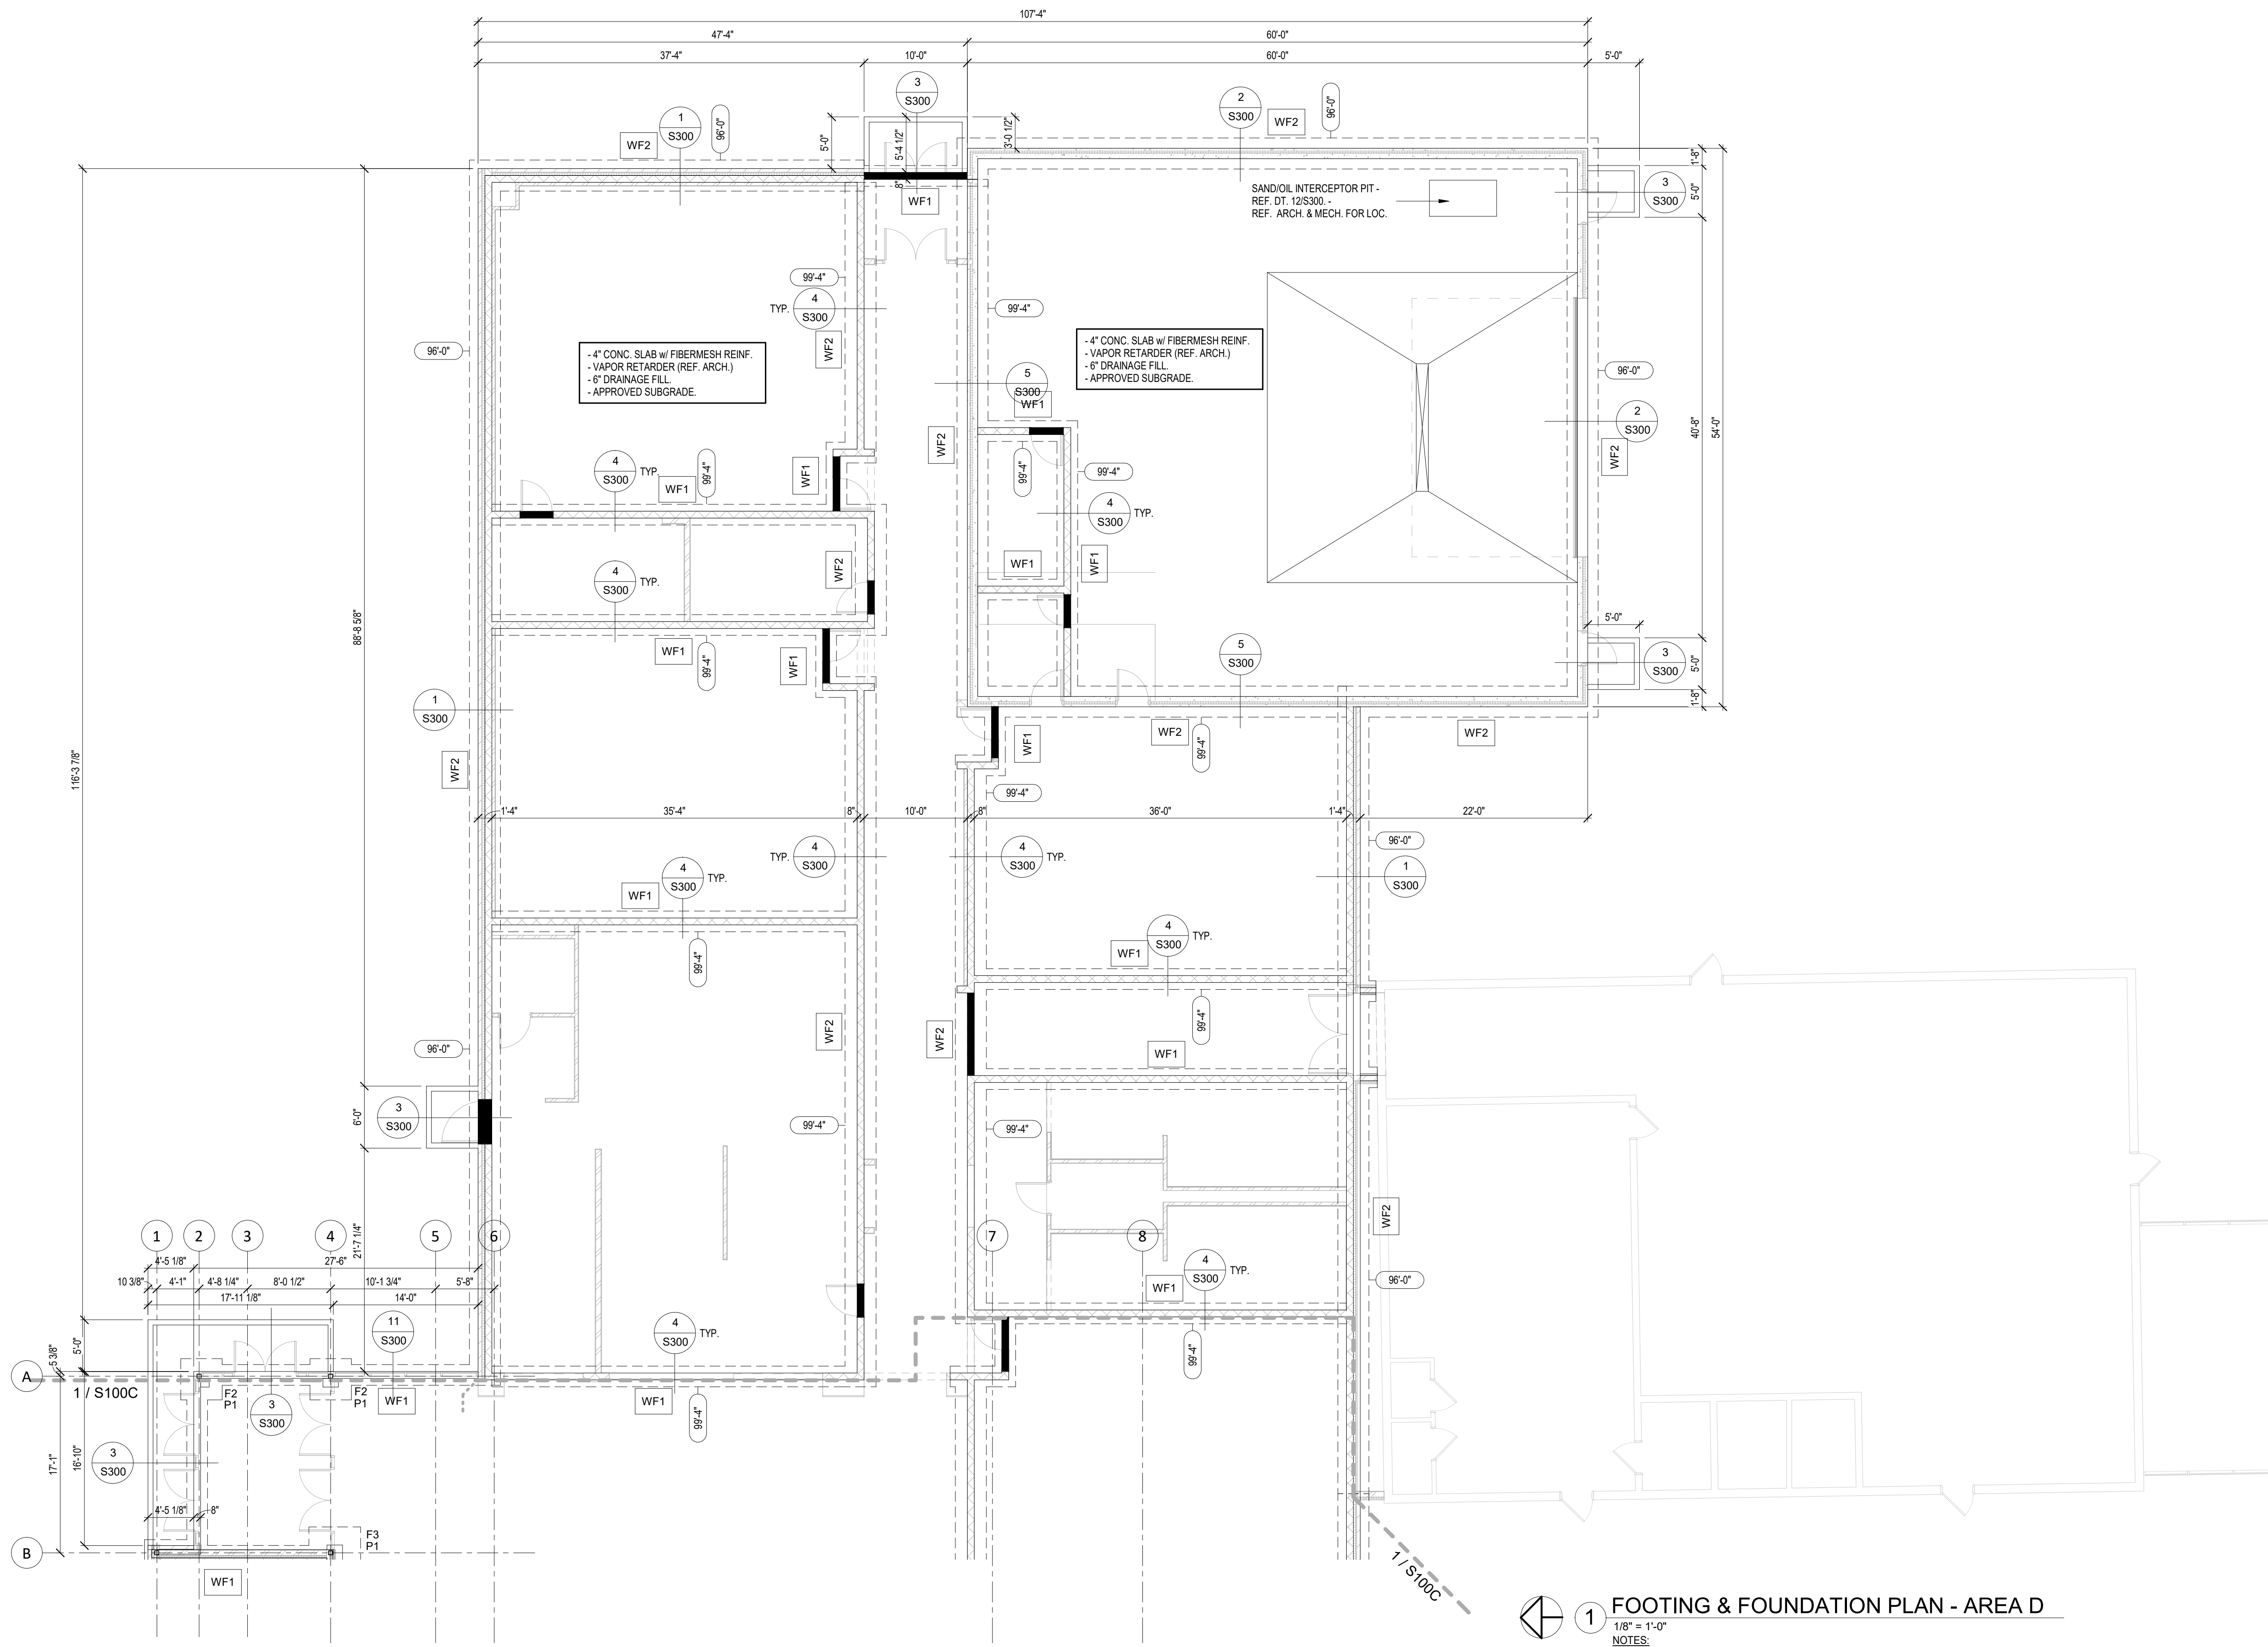 107'-4"
47'-4"
60'-0"
37'-4"
10'-0"
60'-0"
5'-0"
3
S300
2
S300
WF2
96'-0"
1
S300
WF2
96'-0"
5'-0"
5'-4 1/2"
3'-0 1/2"
8"
WF1
1'-8"
5'-0"
3
S300
SAND/OIL INTERCEPTOR PIT -
REF. DT. 12/S300. -
REF. ARCH. & MECH. FOR LOC.
99'-4"
TYP.
4
S300
WF2
99'-4"
96'-0"
- 4" CONC. SLAB w/ FIBERMESH REINF.
- VAPOR RETARDER (REF. ARCH.)
- 6" DRAINAGE FILL.
- APPROVED SUBGRADE.
- 4" CONC. SLAB w/ FIBERMESH REINF.
- VAPOR RETARDER (REF. ARCH.)
- 6" DRAINAGE FILL.
- APPROVED SUBGRADE.
5
S300
WF1
96'-0"
2
S300
WF2
40'-8"
54'-0"
WF2
4
S300
TYP.
WF1
99'-4"
WF1
99'-4"
99'-4"
4
S300
TYP.
WF1
WF1
4
S300
TYP.
WF2
88'-8 5/8"
116'-3 7/8"
WF1
99'-4"
WF1
5
S300
5'-0"
3
S300
5'-0"
1'-8"
1
S300
WF2
WF1
WF2
99'-4"
WF2
99'-4"
1'-4"
35'-4"
8"
10'-0"
8"
36'-0"
1'-4"
22'-0"
96'-0"
1
S300
TYP.
4
S300
4
S300
TYP.
4
S300
TYP.
WF1
4
S300
TYP.
WF1
99'-4"
99'-4"
WF2
WF2
WF1
96'-0"
6'-0"
3
S300
99'-4"
99'-4"
WF2
1
2
3
4
5
6
7
8
21'-7 1/4"
4'-5 1/8"
27'-6"
10 3/8"
4'-1"
4'-8 1/4"
8'-0 1/2"
10'-1 3/4"
5'-8"
17'-11 1/8"
14'-0"
4
S300
TYP.
WF1
96'-0"
11
S300
4
S300
TYP.
99'-4"
5 3/8"
5'-0"
A
1 / S100C
F2
P1
F2
P1
WF1
WF1
99'-4"
3
S300
3
S300
17'-1"
16'-10"
4'-5 1/8"
8"
F3
P1
B
WF1
1 / S100C
1
FOOTING & FOUNDATION PLAN - AREA D
1/8" = 1'-0"
NOTES: